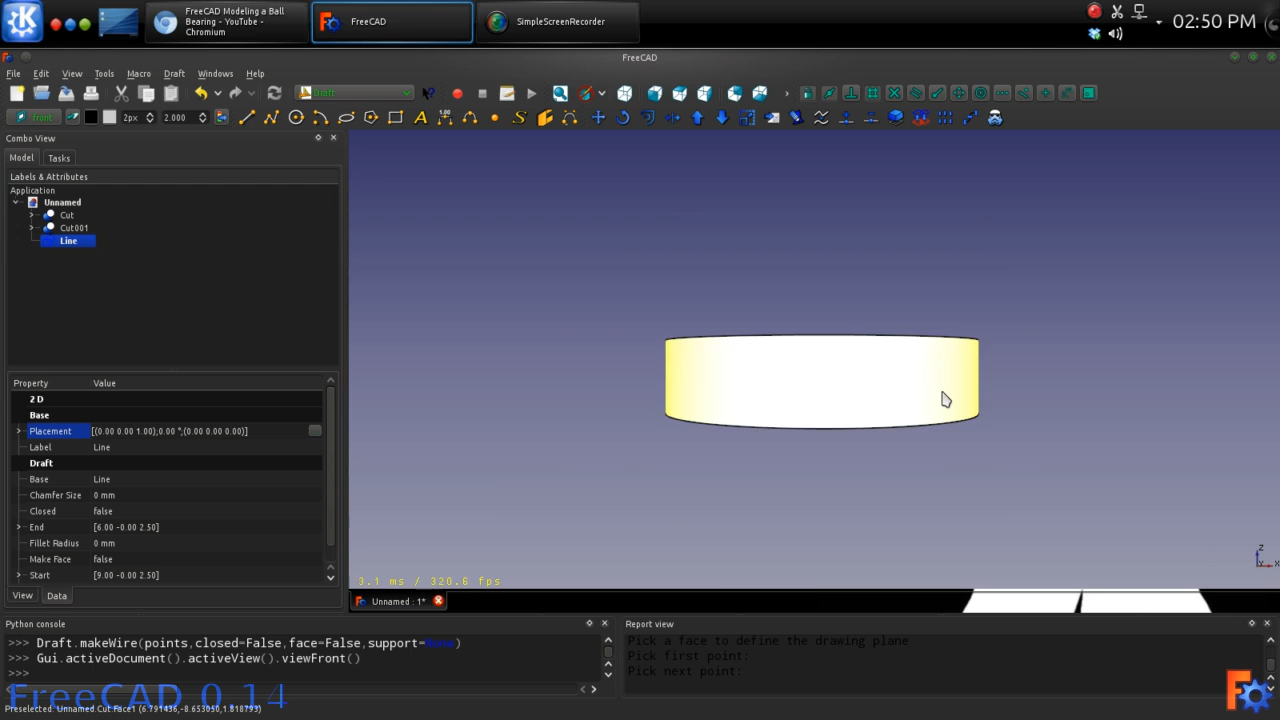 FreeCAD Modeling a Ball
Bearing - YouTube -
Chromium
FreeCAD
SimpleScreenRecorder
02:50 PM
FreeCAD
File Edit View Tools Macro Draft Windows Help
Draft
front 2px 2.000 A 1.00 S
Combo View
Model Tasks
Labels & Attributes
Application
Unnamed
Cut
Cut001
Line
Property Value
2 D
Base
Placement [(0.00 0.00 1.00);0.00 °,(0.00 0.00 0.00)]
Label Line
Draft
Base Line
Chamfer Size 0 mm
Closed false
End [6.00 -0.00 2.50]
Fillet Radius 0 mm
Make Face false
Start [9.00 -0.00 2.50]
View Data
3.1 ms / 320.6 fps
Z
Y X
Unnamed : 1*
Python console
>>> Draft.makeWire(points,closed=False,face=False,support=None)
>>> Gui.activeDocument().activeView().viewFront()
>>>
Report view
Pick a face to define the drawing plane
Pick first point:
Pick next point:
FreeCAD 0.14
Preselected: Unnamed.Cut.Face1 (6.791436,-8.653050,1.818793)